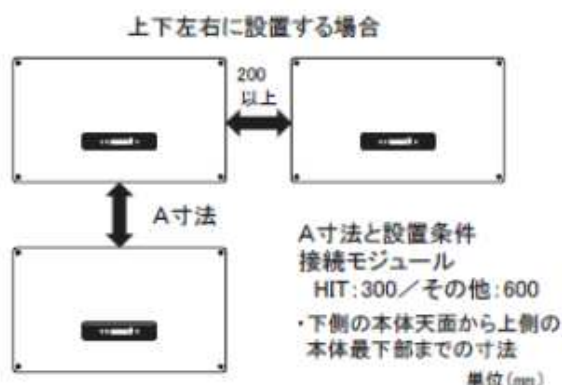 上下左右に設置する場合
200
以上
A寸法
A寸法と設置条件
接続モジュール
HIT:300／その他:600
・下側の本体天面から上側の
本体最下部までの寸法
単位(mm)